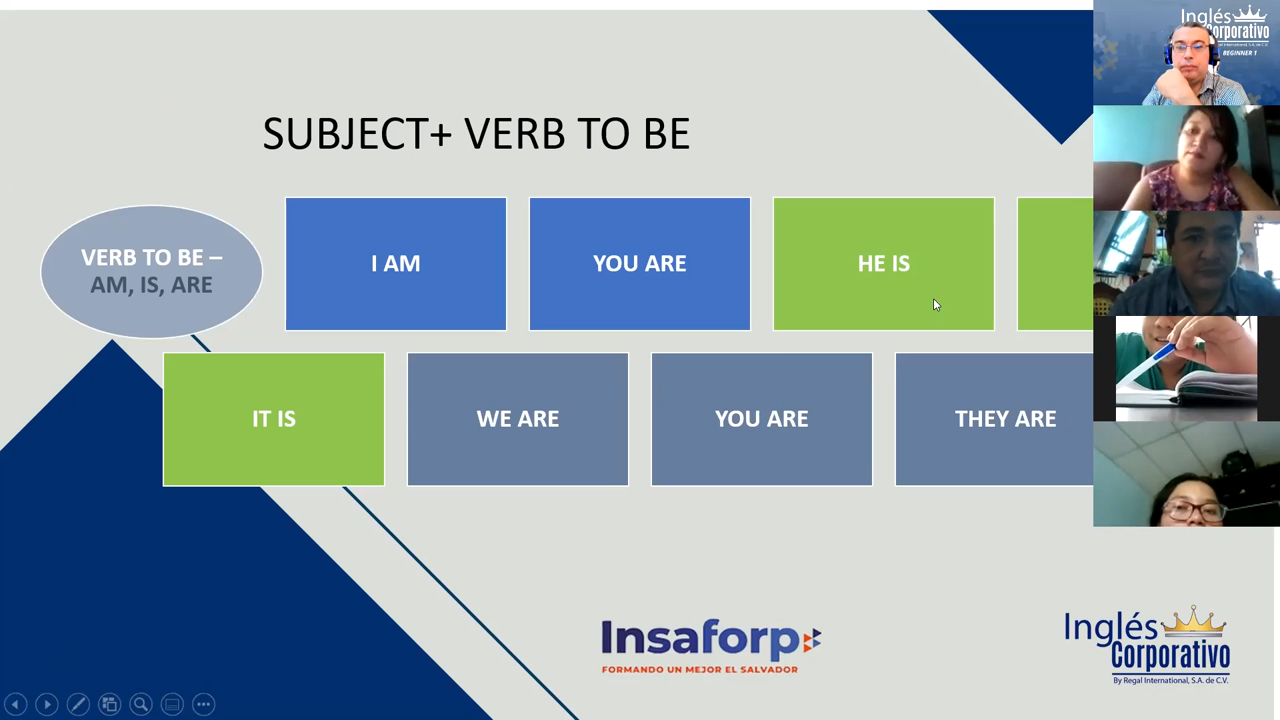 SUBJECT+ VERB TO BE
VERB TO BE –
AM, IS, ARE
I AM
YOU ARE
HE IS
IT IS
WE ARE
YOU ARE
THEY ARE
Insaforp
FORMANDO UN MEJOR EL SALVADOR
Inglés
Corporativo
By Regal International, S.A. de C.V.
Inglés
Corporativo
BEGINNER 1